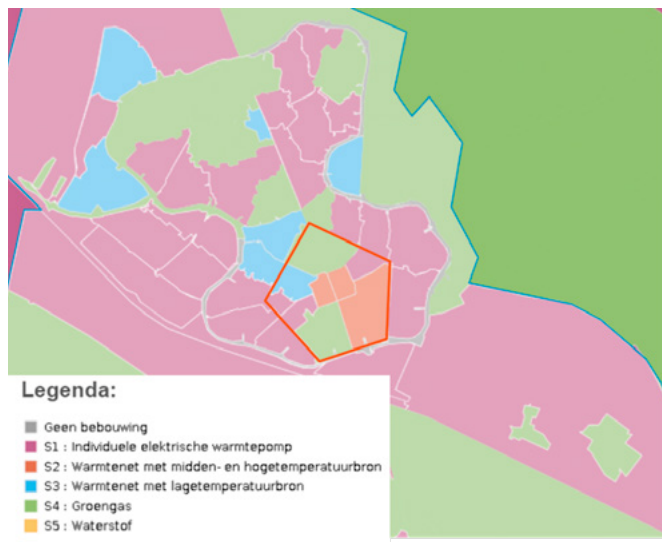 Legenda:
Geen bebouwing
S1 : Individuele elektrische warmtepomp
S2 : Warmtenet met midden- en hogetemperatuurbron
S3 : Warmtenet met lagetemperatuurbron
S4 : Groengas
S5 : Waterstof